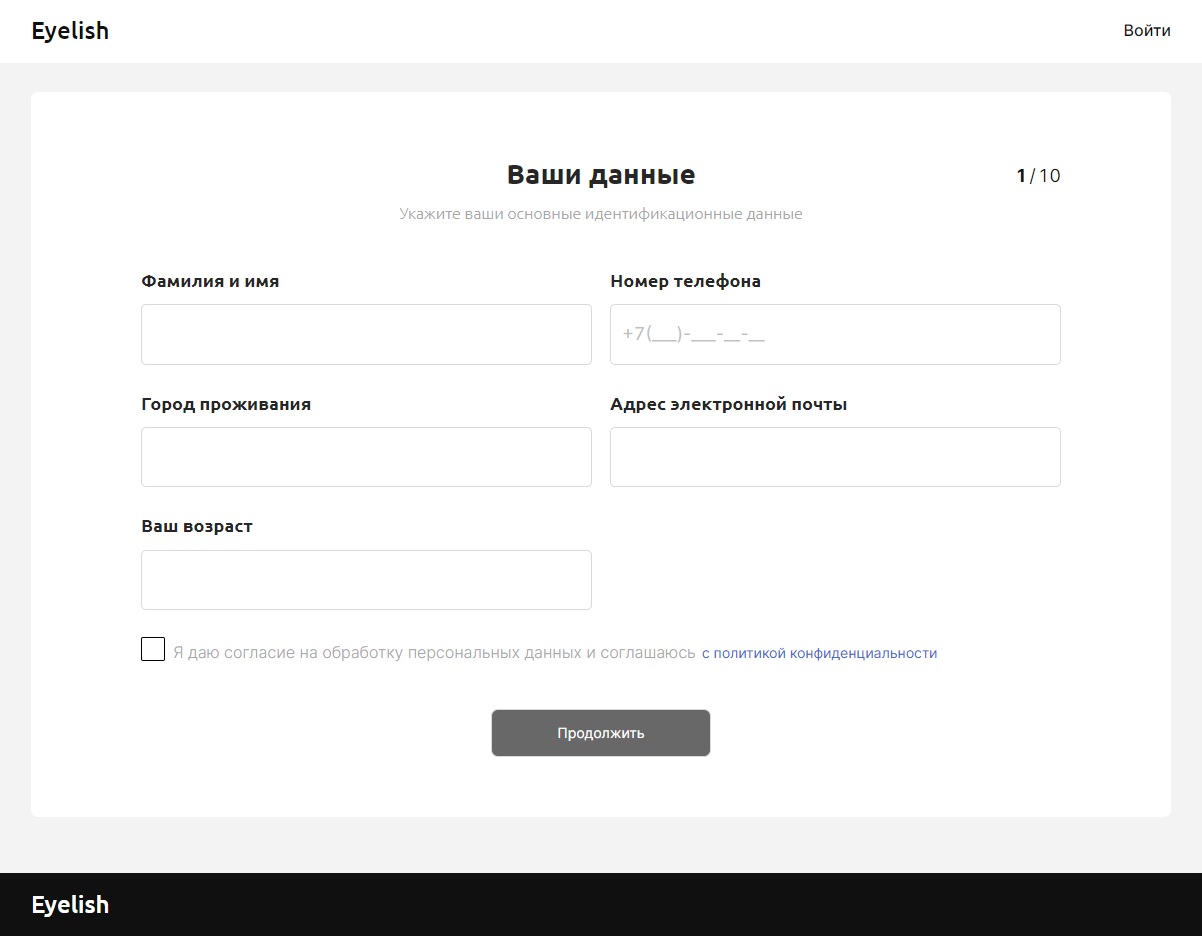 Eyelish
Войти
Ваши данные
1 / 10
Укажите ваши основные идентификационные данные
Фамилия и имя
Номер телефона
+7(___)-___-__-__
Город проживания
Адрес электронной почты
Ваш возраст
Я даю согласие на обработку персональных данных и соглашаюсь с политикой конфиденциальности
Продолжить
Eyelish